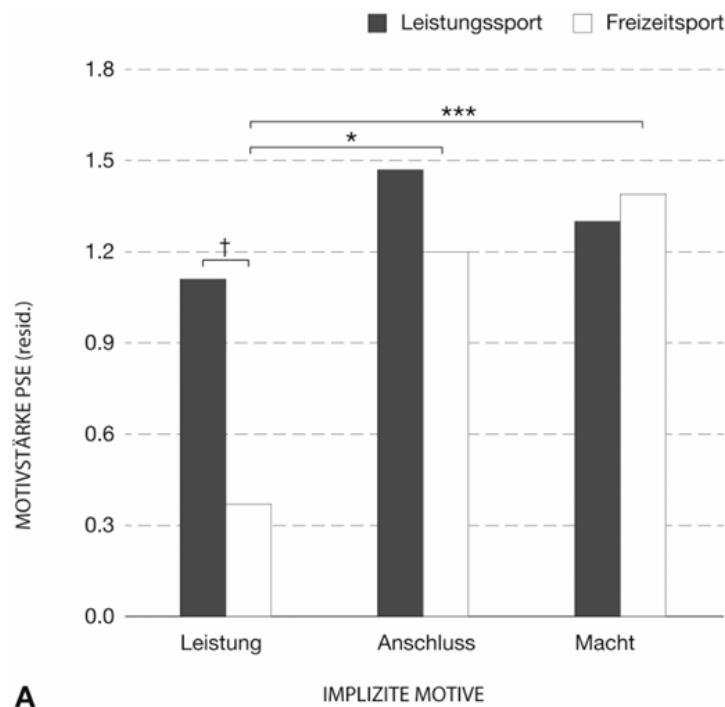 Leistungssport Freizeitsport
1.8
***
*
1.5
†
1.2
0.9
0.6
0.3
0.0
MOTIVSTÄRKE PSE (resid.)
Leistung Anschluss Macht
A IMPLIZITE MOTIVE